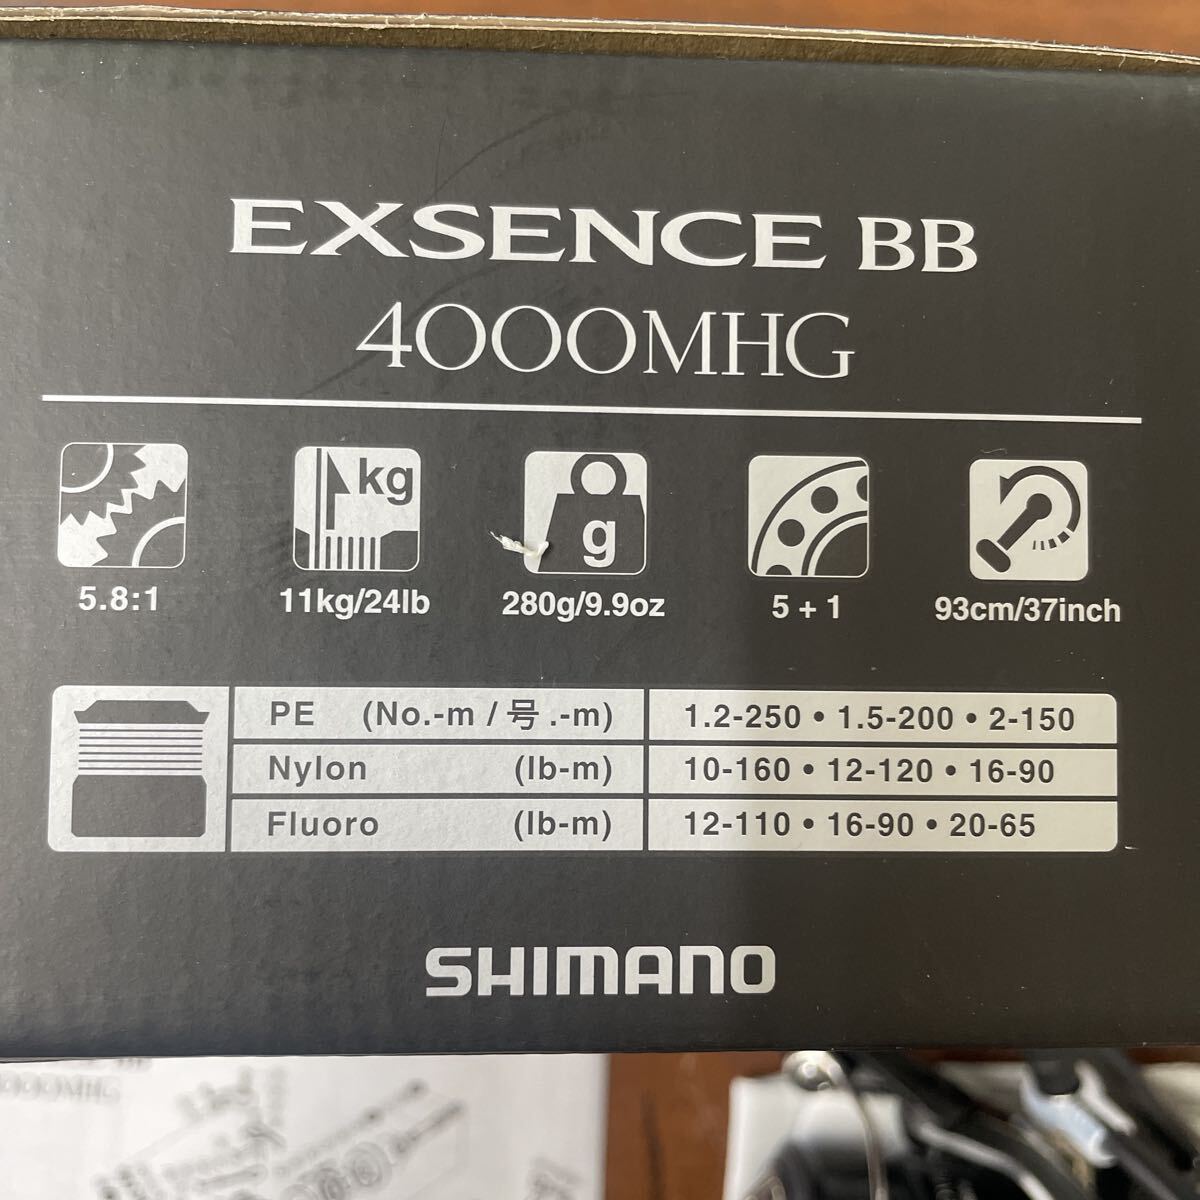 EXSENCE BB
4000MHG
kg
g
5.8:1
11kg/24lb
280g/9.9oz
5 + 1
93cm/37inch
PE (No.-m / 号.-m) 1.2-250 • 1.5-200 • 2-150
Nylon (lb-m) 10-160 • 12-120 • 16-90
Fluoro (lb-m) 12-110 • 16-90 • 20-65
SHIMANO
BB
4000MHG